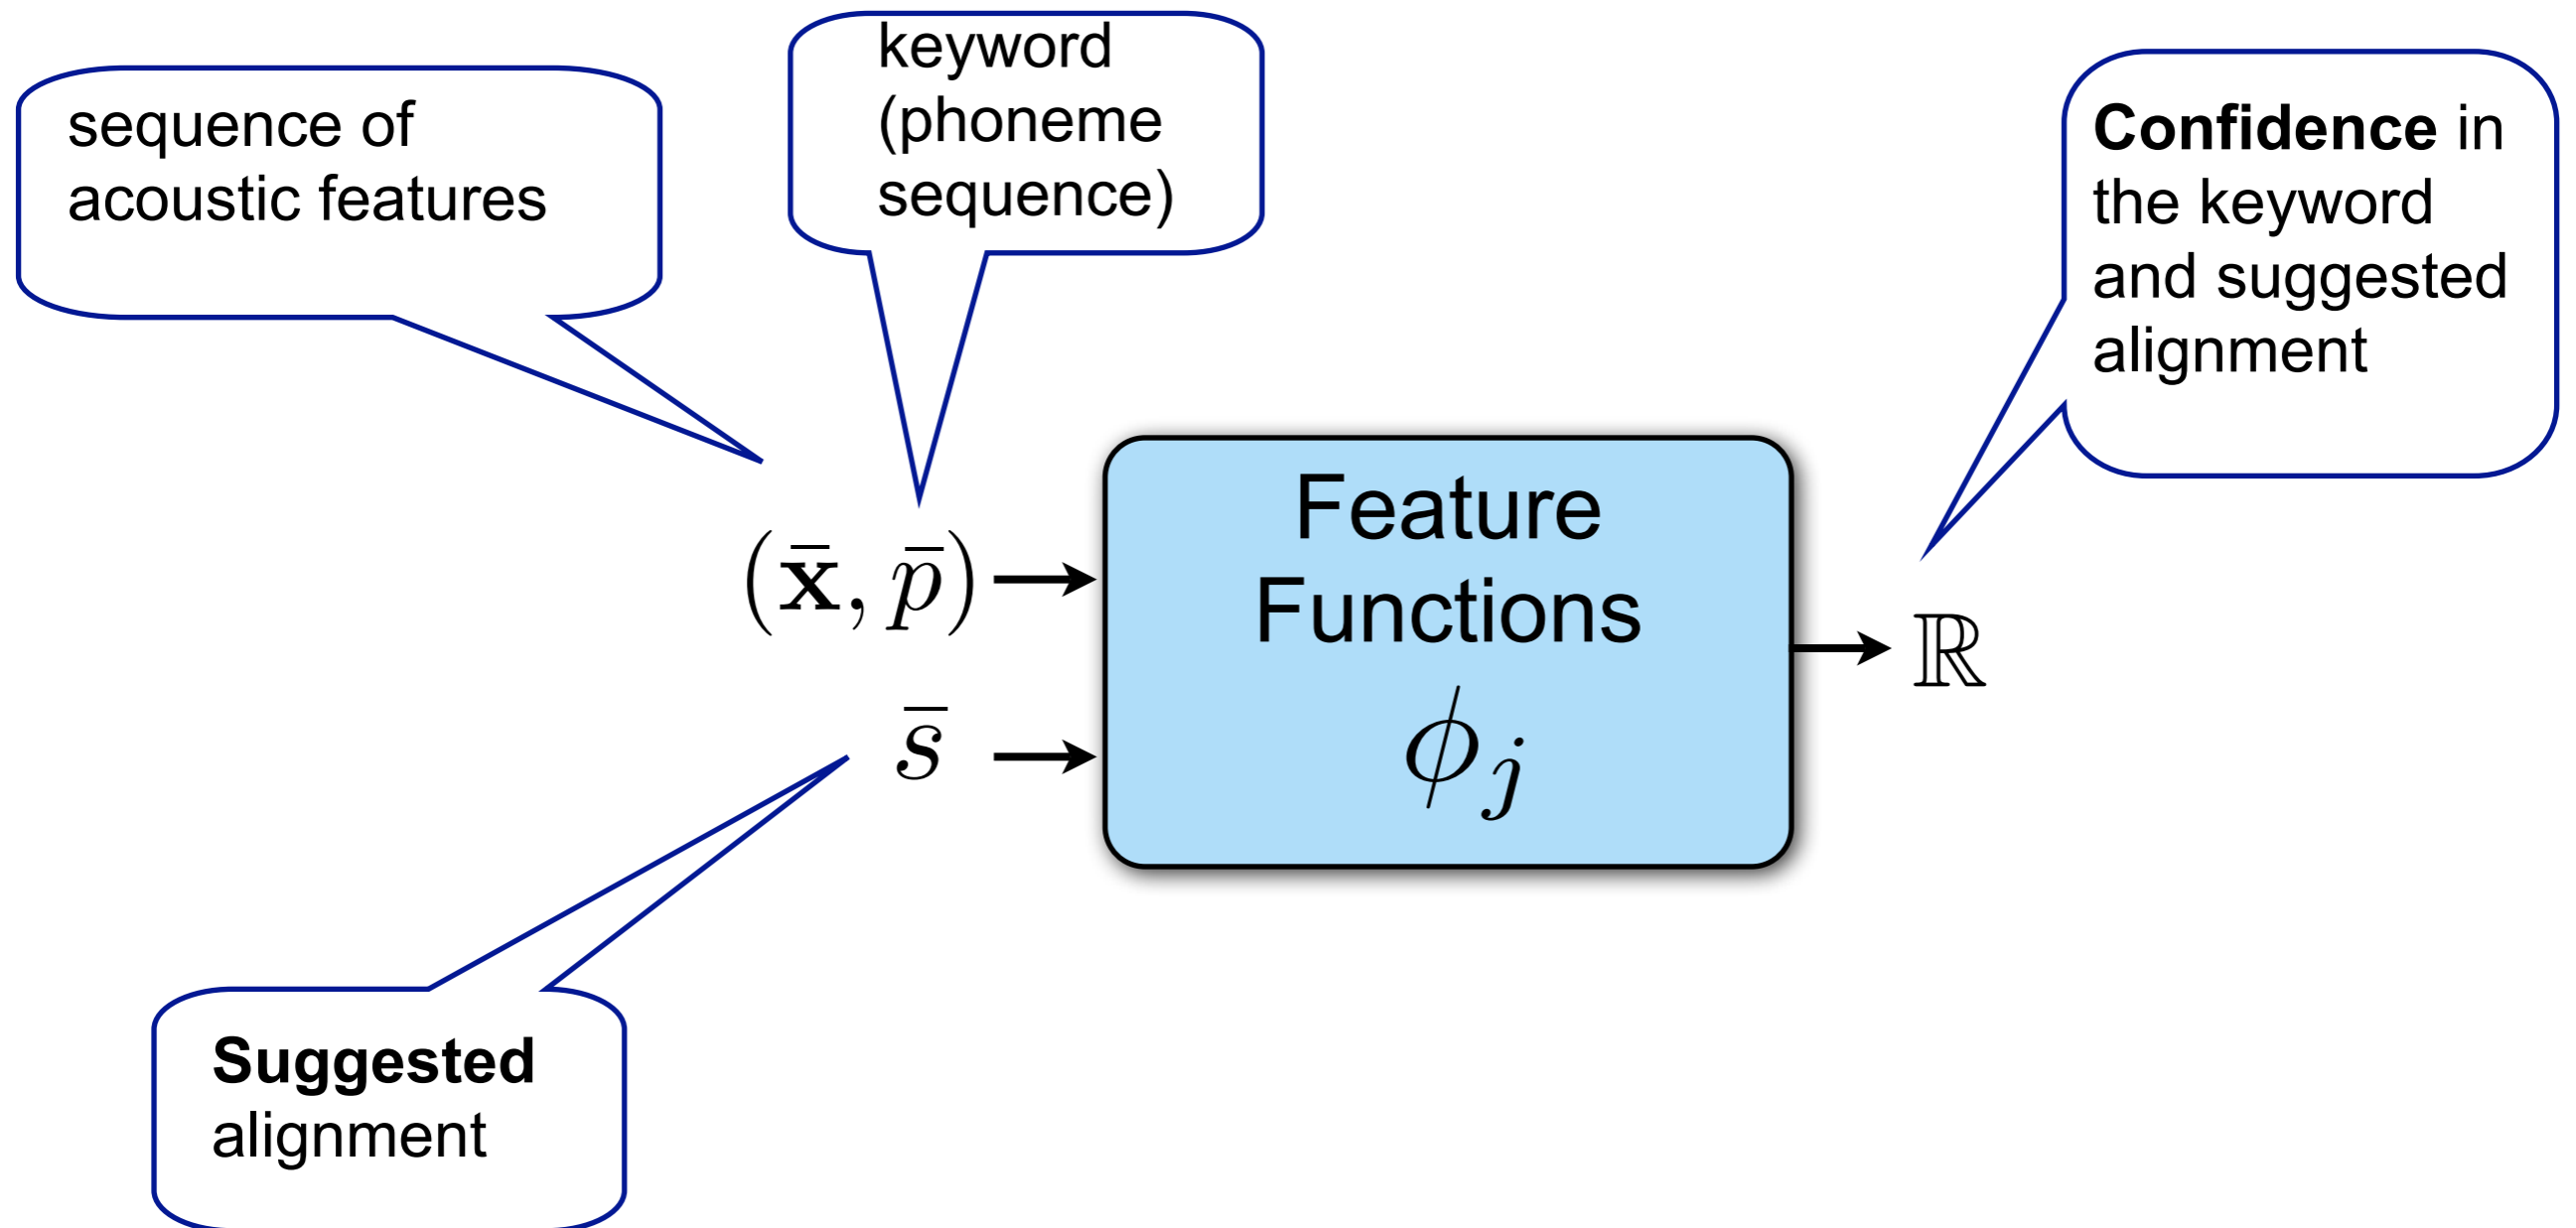 sequence of
acoustic features
keyword
(phoneme
sequence)
Confidence in
the keyword
and suggested
alignment
(x̄, p̄)
s̄
Feature
Functions
ϕj
ℝ
Suggested
alignment